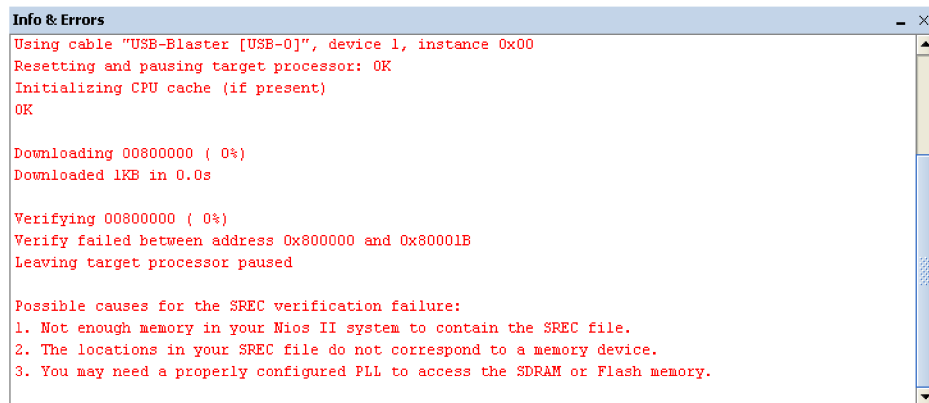 Info & Errors
Using cable "USB-Blaster [USB-0]", device 1, instance 0x00
Resetting and pausing target processor: OK
Initializing CPU cache (if present)
OK
Downloading 00800000 ( 0%)
Downloaded 1KB in 0.0s
Verifying 00800000 ( 0%)
Verify failed between address 0x800000 and 0x80001B
Leaving target processor paused
Possible causes for the SREC verification failure:
1. Not enough memory in your Nios II system to contain the SREC file.
2. The locations in your SREC file do not correspond to a memory device.
3. You may need a properly configured PLL to access the SDRAM or Flash memory.